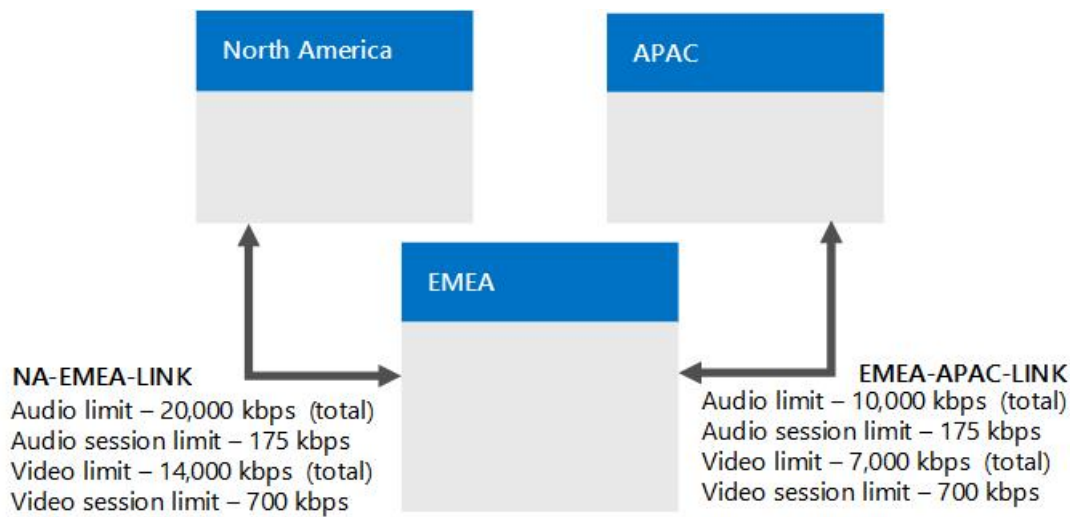 North America
APAC
EMEA
NA-EMEA-LINK
Audio limit – 20,000 kbps (total)
Audio session limit – 175 kbps
Video limit – 14,000 kbps (total)
Video session limit – 700 kbps
EMEA-APAC-LINK
Audio limit – 10,000 kbps (total)
Audio session limit – 175 kbps
Video limit – 7,000 kbps (total)
Video session limit – 700 kbps